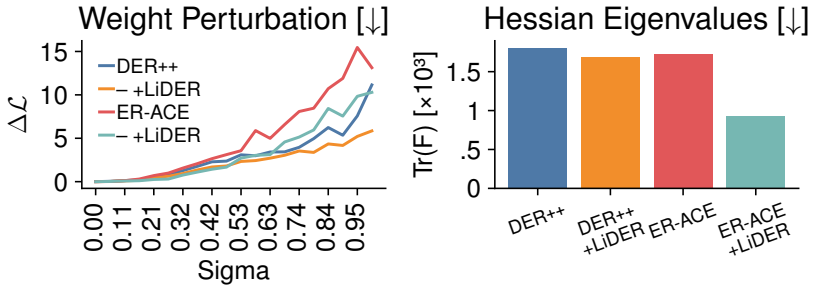 Weight Perturbation [↓]
15
10
5
0
Δℒ
DER++
– +LiDER
ER-ACE
– +LiDER
0.00
0.11
0.21
0.32
0.42
0.53
0.63
0.74
0.84
0.95
Sigma
Hessian Eigenvalues [↓]
Tr(F) [×10³]
1.5
1
.5
0
DER++
DER++
+LiDER
ER-ACE
ER-ACE
+LiDER